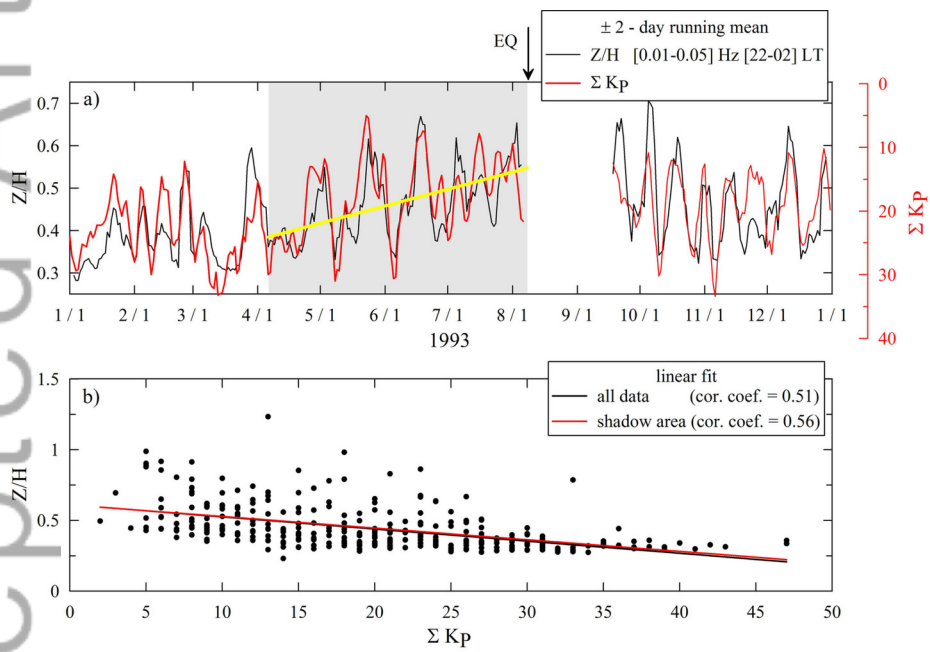 ± 2 - day running mean
Z/H [0.01-0.05] Hz [22-02] LT
Σ KP
EQ
a)
0.7
0.6
0.5
0.4
0.3
Z/H
0
10
20
30
40
Σ KP
1 / 1 2 / 1 3 / 1 4 / 1 5 / 1 6 / 1 7 / 1 8 / 1 9 / 1 10 / 1 11 / 1 12 / 1 1 / 1
1993
b)
linear fit
all data (cor. coef. = 0.51)
shadow area (cor. coef. = 0.56)
1.5
1
0.5
0
Z/H
0 5 10 15 20 25 30 35 40 45 50
Σ KP